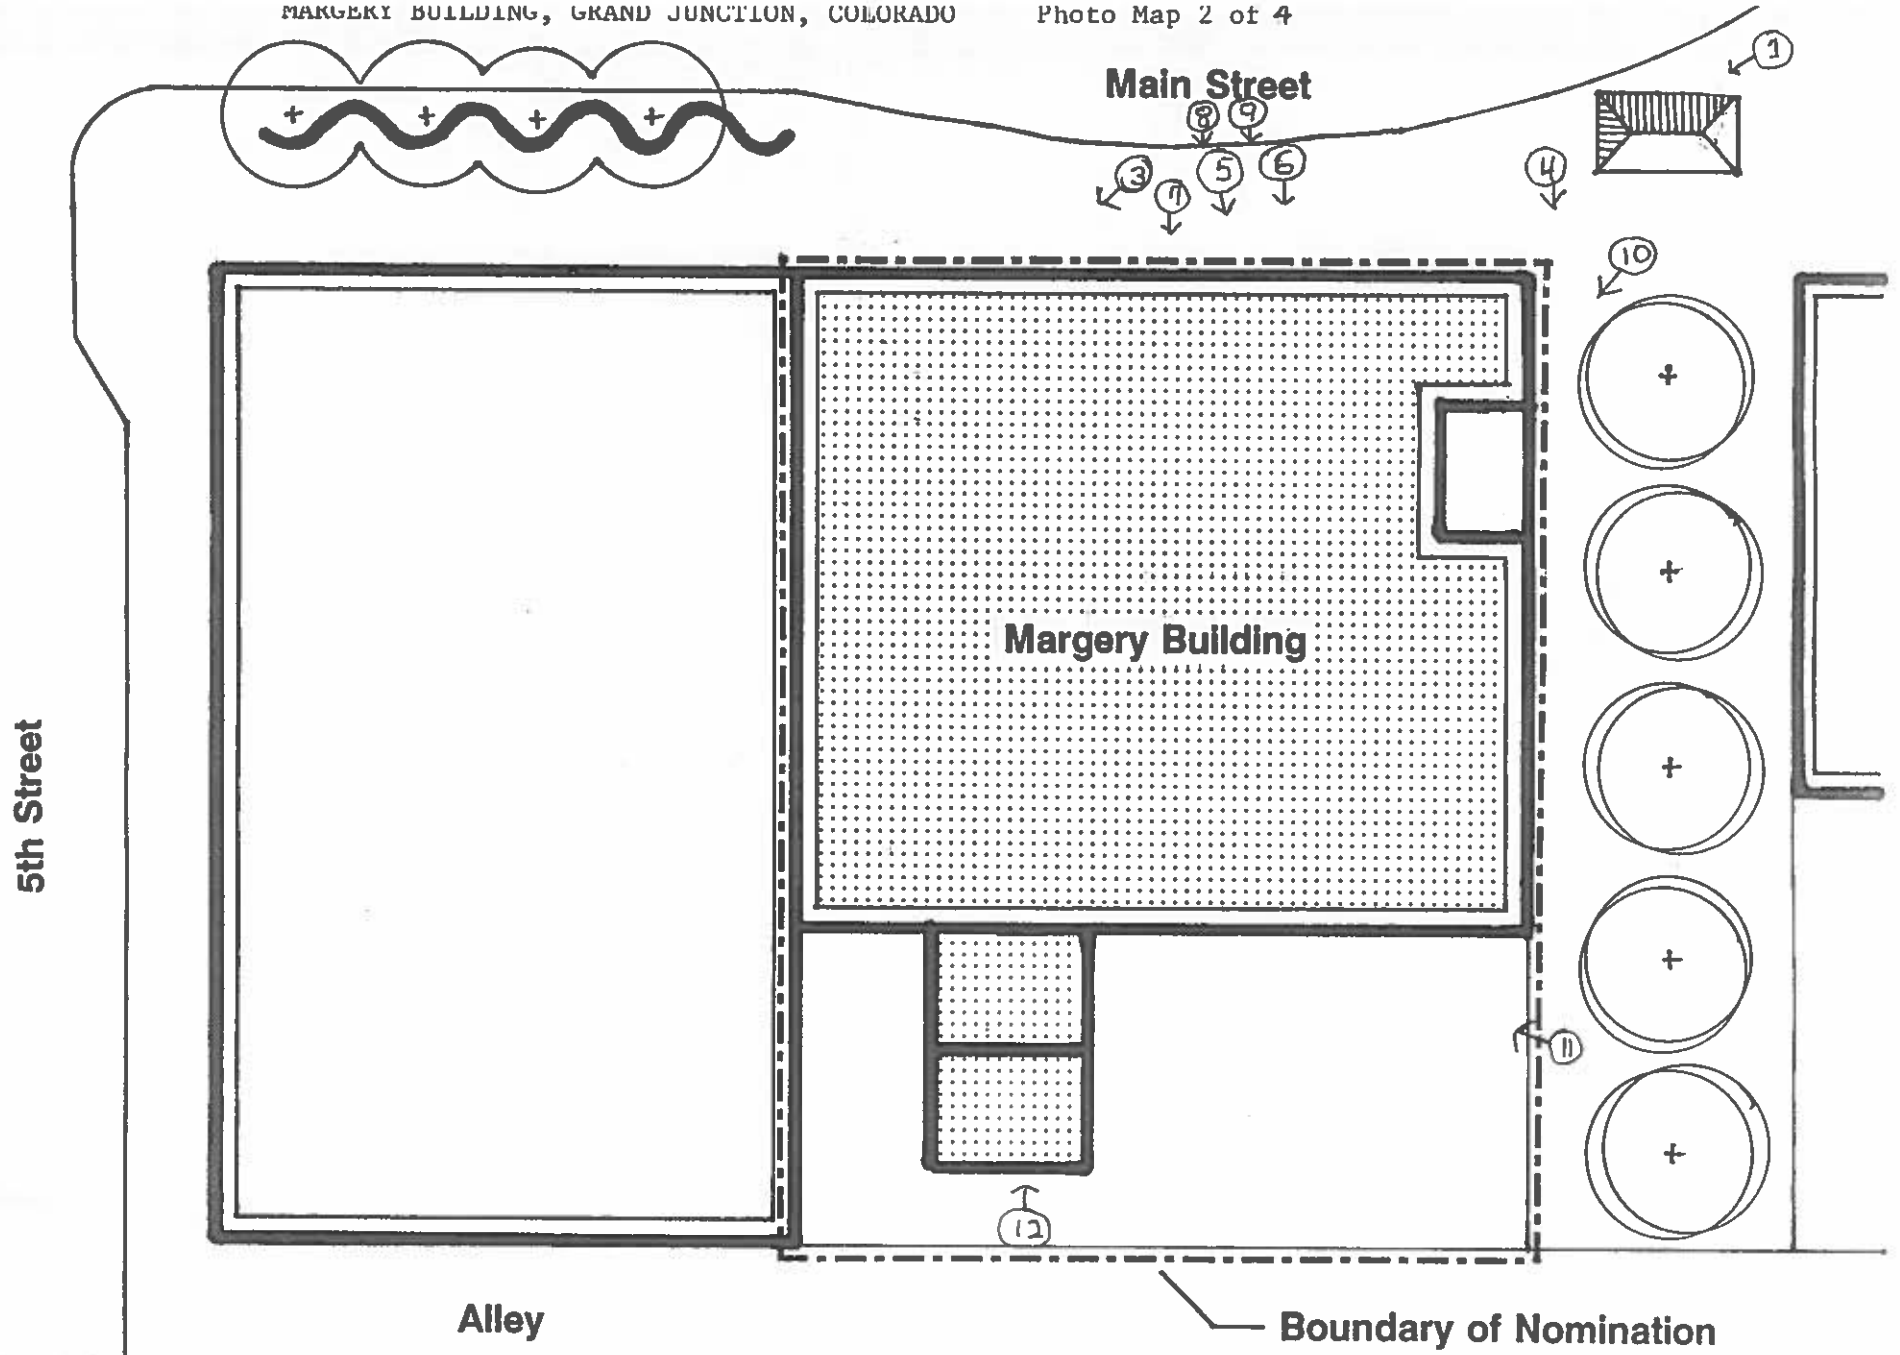 MARGERY BUILDING, GRAND JUNCTION, COLORADO Photo Map 2 of 4
1
Main Street
8 9
3 7 5 6 4
10
Margery Building
5th Street
11
12
Alley
Boundary of Nomination